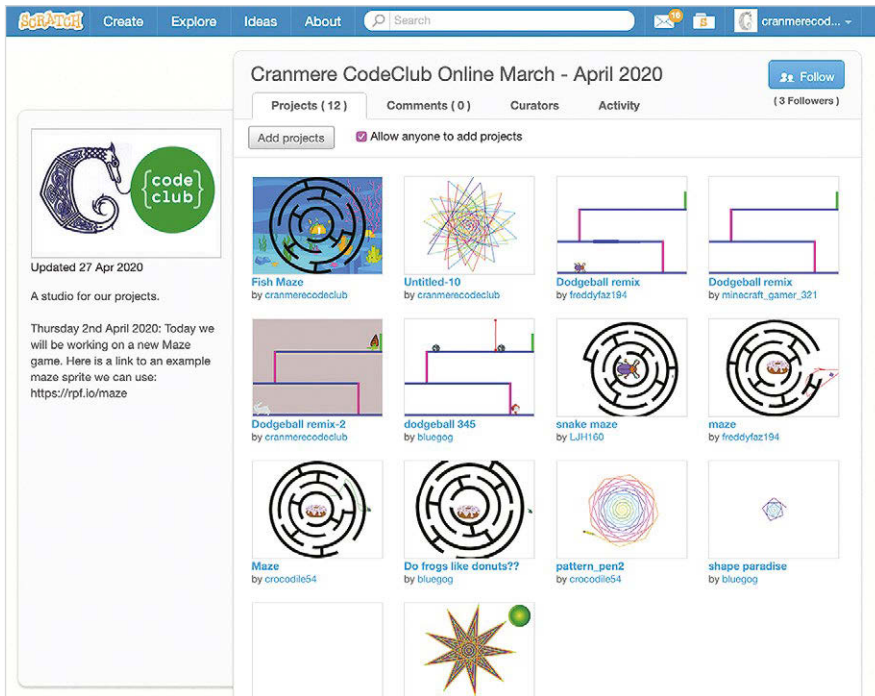 SCRATCH Create Explore Ideas About Search 16 S cranmerecod...
Cranmere CodeClub Online March - April 2020
Follow
Projects ( 12 ) Comments ( 0 ) Curators Activity
( 3 Followers )
Add projects Allow anyone to add projects
{code
club}
Updated 27 Apr 2020
A studio for our projects.
Thursday 2nd April 2020: Today we
will be working on a new Maze
game. Here is a link to an example
maze sprite we can use:
https://rpf.io/maze
Fish Maze
by cranmerecodeclub
Untitled-10
by cranmerecodeclub
Dodgeball remix
by freddyfaz194
Dodgeball remix
by minecraft_gamer_321
Dodgeball remix-2
by cranmerecodeclub
dodgeball 345
by bluegog
snake maze
by LJH160
maze
by freddyfaz194
Maze
by crocodile54
Do frogs like donuts??
by bluegog
pattern_pen2
by crocodile54
shape paradise
by bluegog